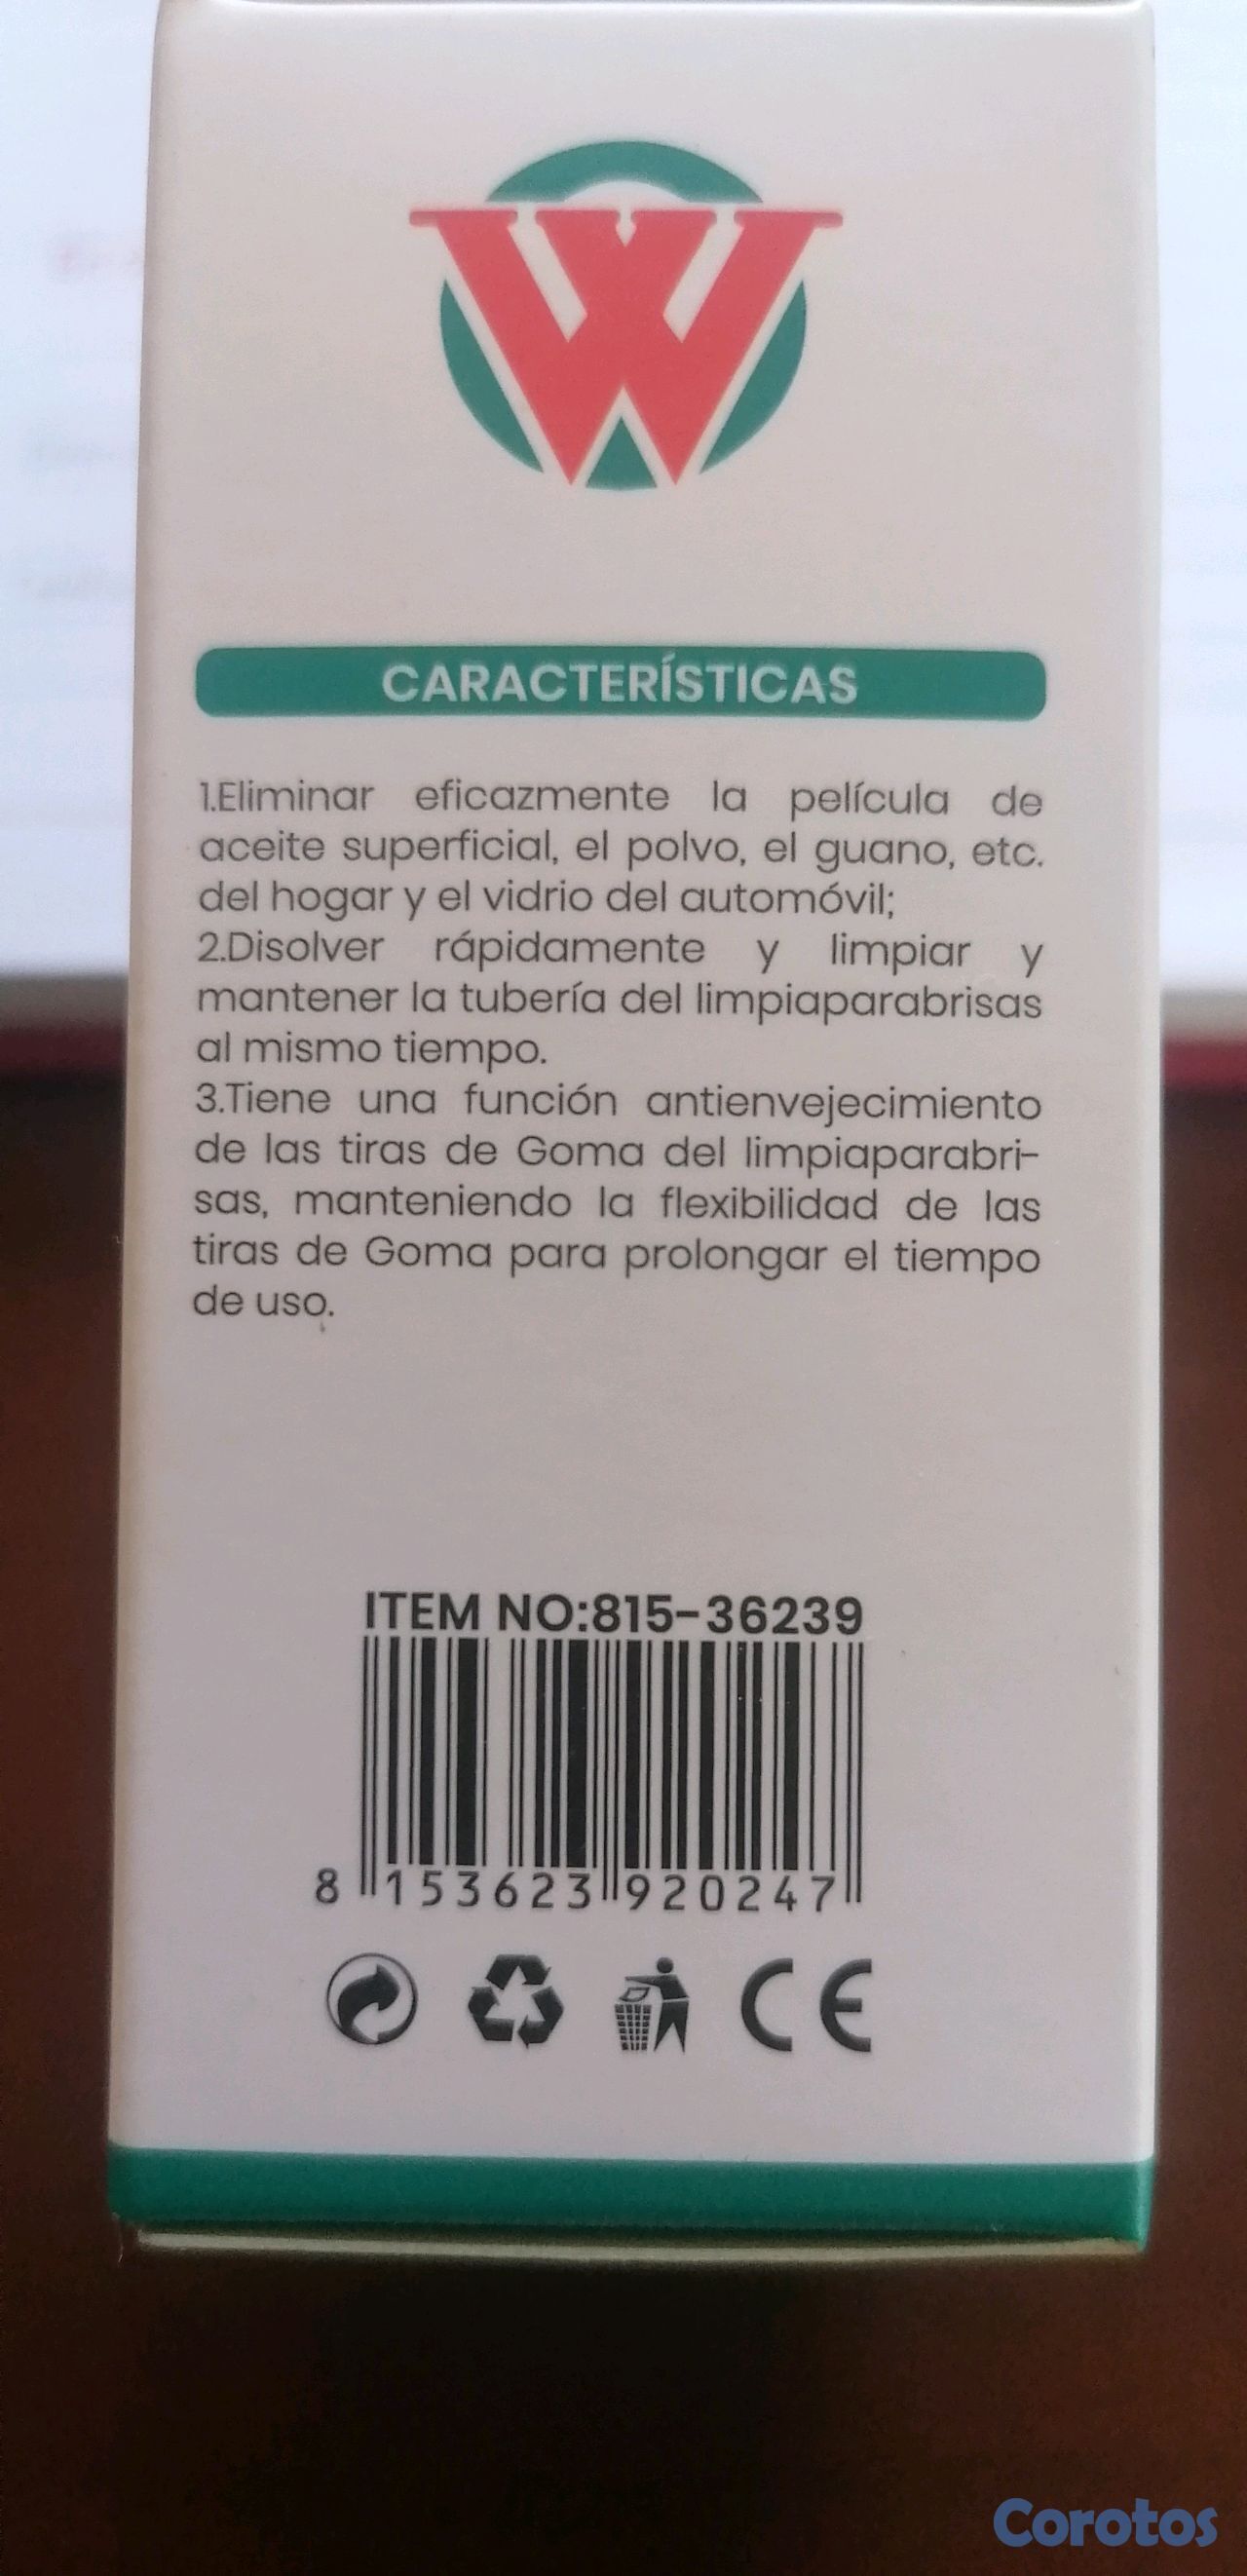 W
CARACTERÍSTICAS
1.Eliminar eficazmente la película de
aceite superficial, el polvo, el guano, etc.
del hogar y el vidrio del automóvil;
2.Disolver rápidamente y limpiar y
mantener la tubería del limpiaparabrisas
al mismo tiempo.
3.Tiene una función antienvejecimiento
de las tiras de Goma del limpiaparabri-
sas, manteniendo la flexibilidad de las
tiras de Goma para prolongar el tiempo
de uso.
ITEM NO:815-36239
8 153623 920247
CE
Corotos